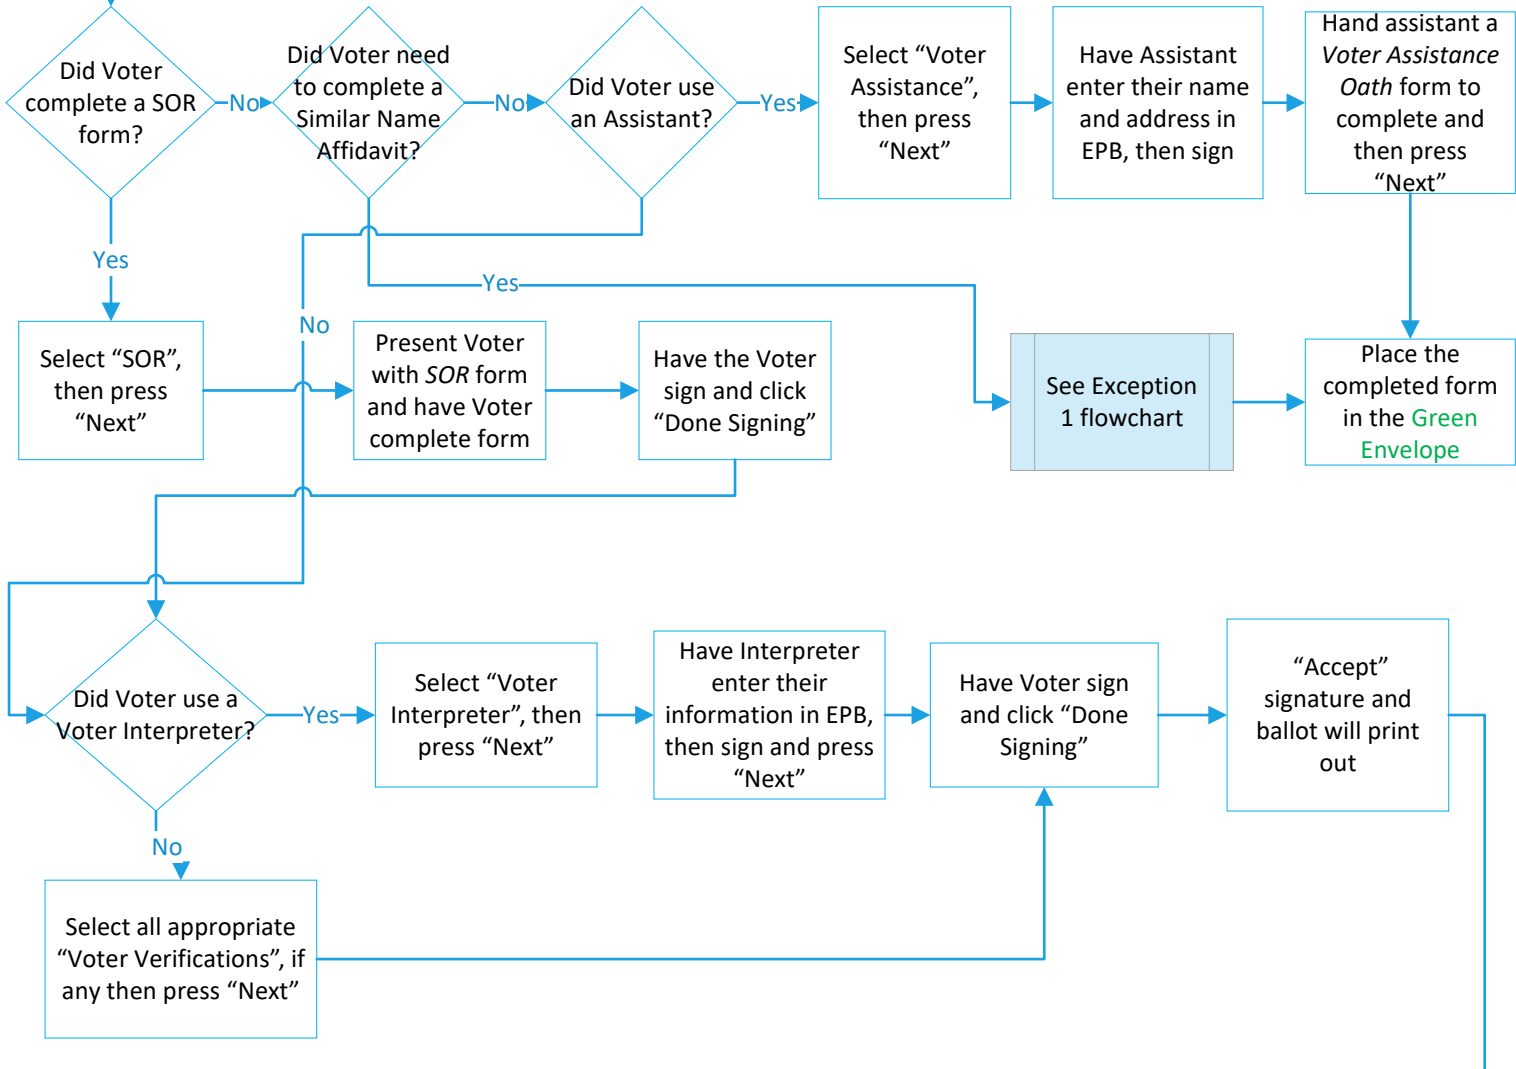 Did Voter
complete a SOR
form?
No
Did Voter need
to complete a
Similar Name
Affidavit?
No
Did Voter use
an Assistant?
Yes
Select “Voter
Assistance”,
then press
“Next”
Have Assistant
enter their name
and address in
EPB, then sign
Hand assistant a
Voter Assistance
Oath form to
complete and
then press
“Next”
Yes
Yes
No
Select “SOR”,
then press
“Next”
Present Voter
with SOR form
and have Voter
complete form
Have the Voter
sign and click
“Done Signing”
See Exception
1 flowchart
Place the
completed form
in the Green
Envelope
Did Voter use a
Voter Interpreter?
Yes
Select “Voter
Interpreter”, then
press “Next”
Have Interpreter
enter their
information in EPB,
then sign and press
“Next”
Have Voter sign
and click “Done
Signing”
“Accept”
signature and
ballot will print
out
No
Select all appropriate
“Voter Verifications”, if
any then press “Next”